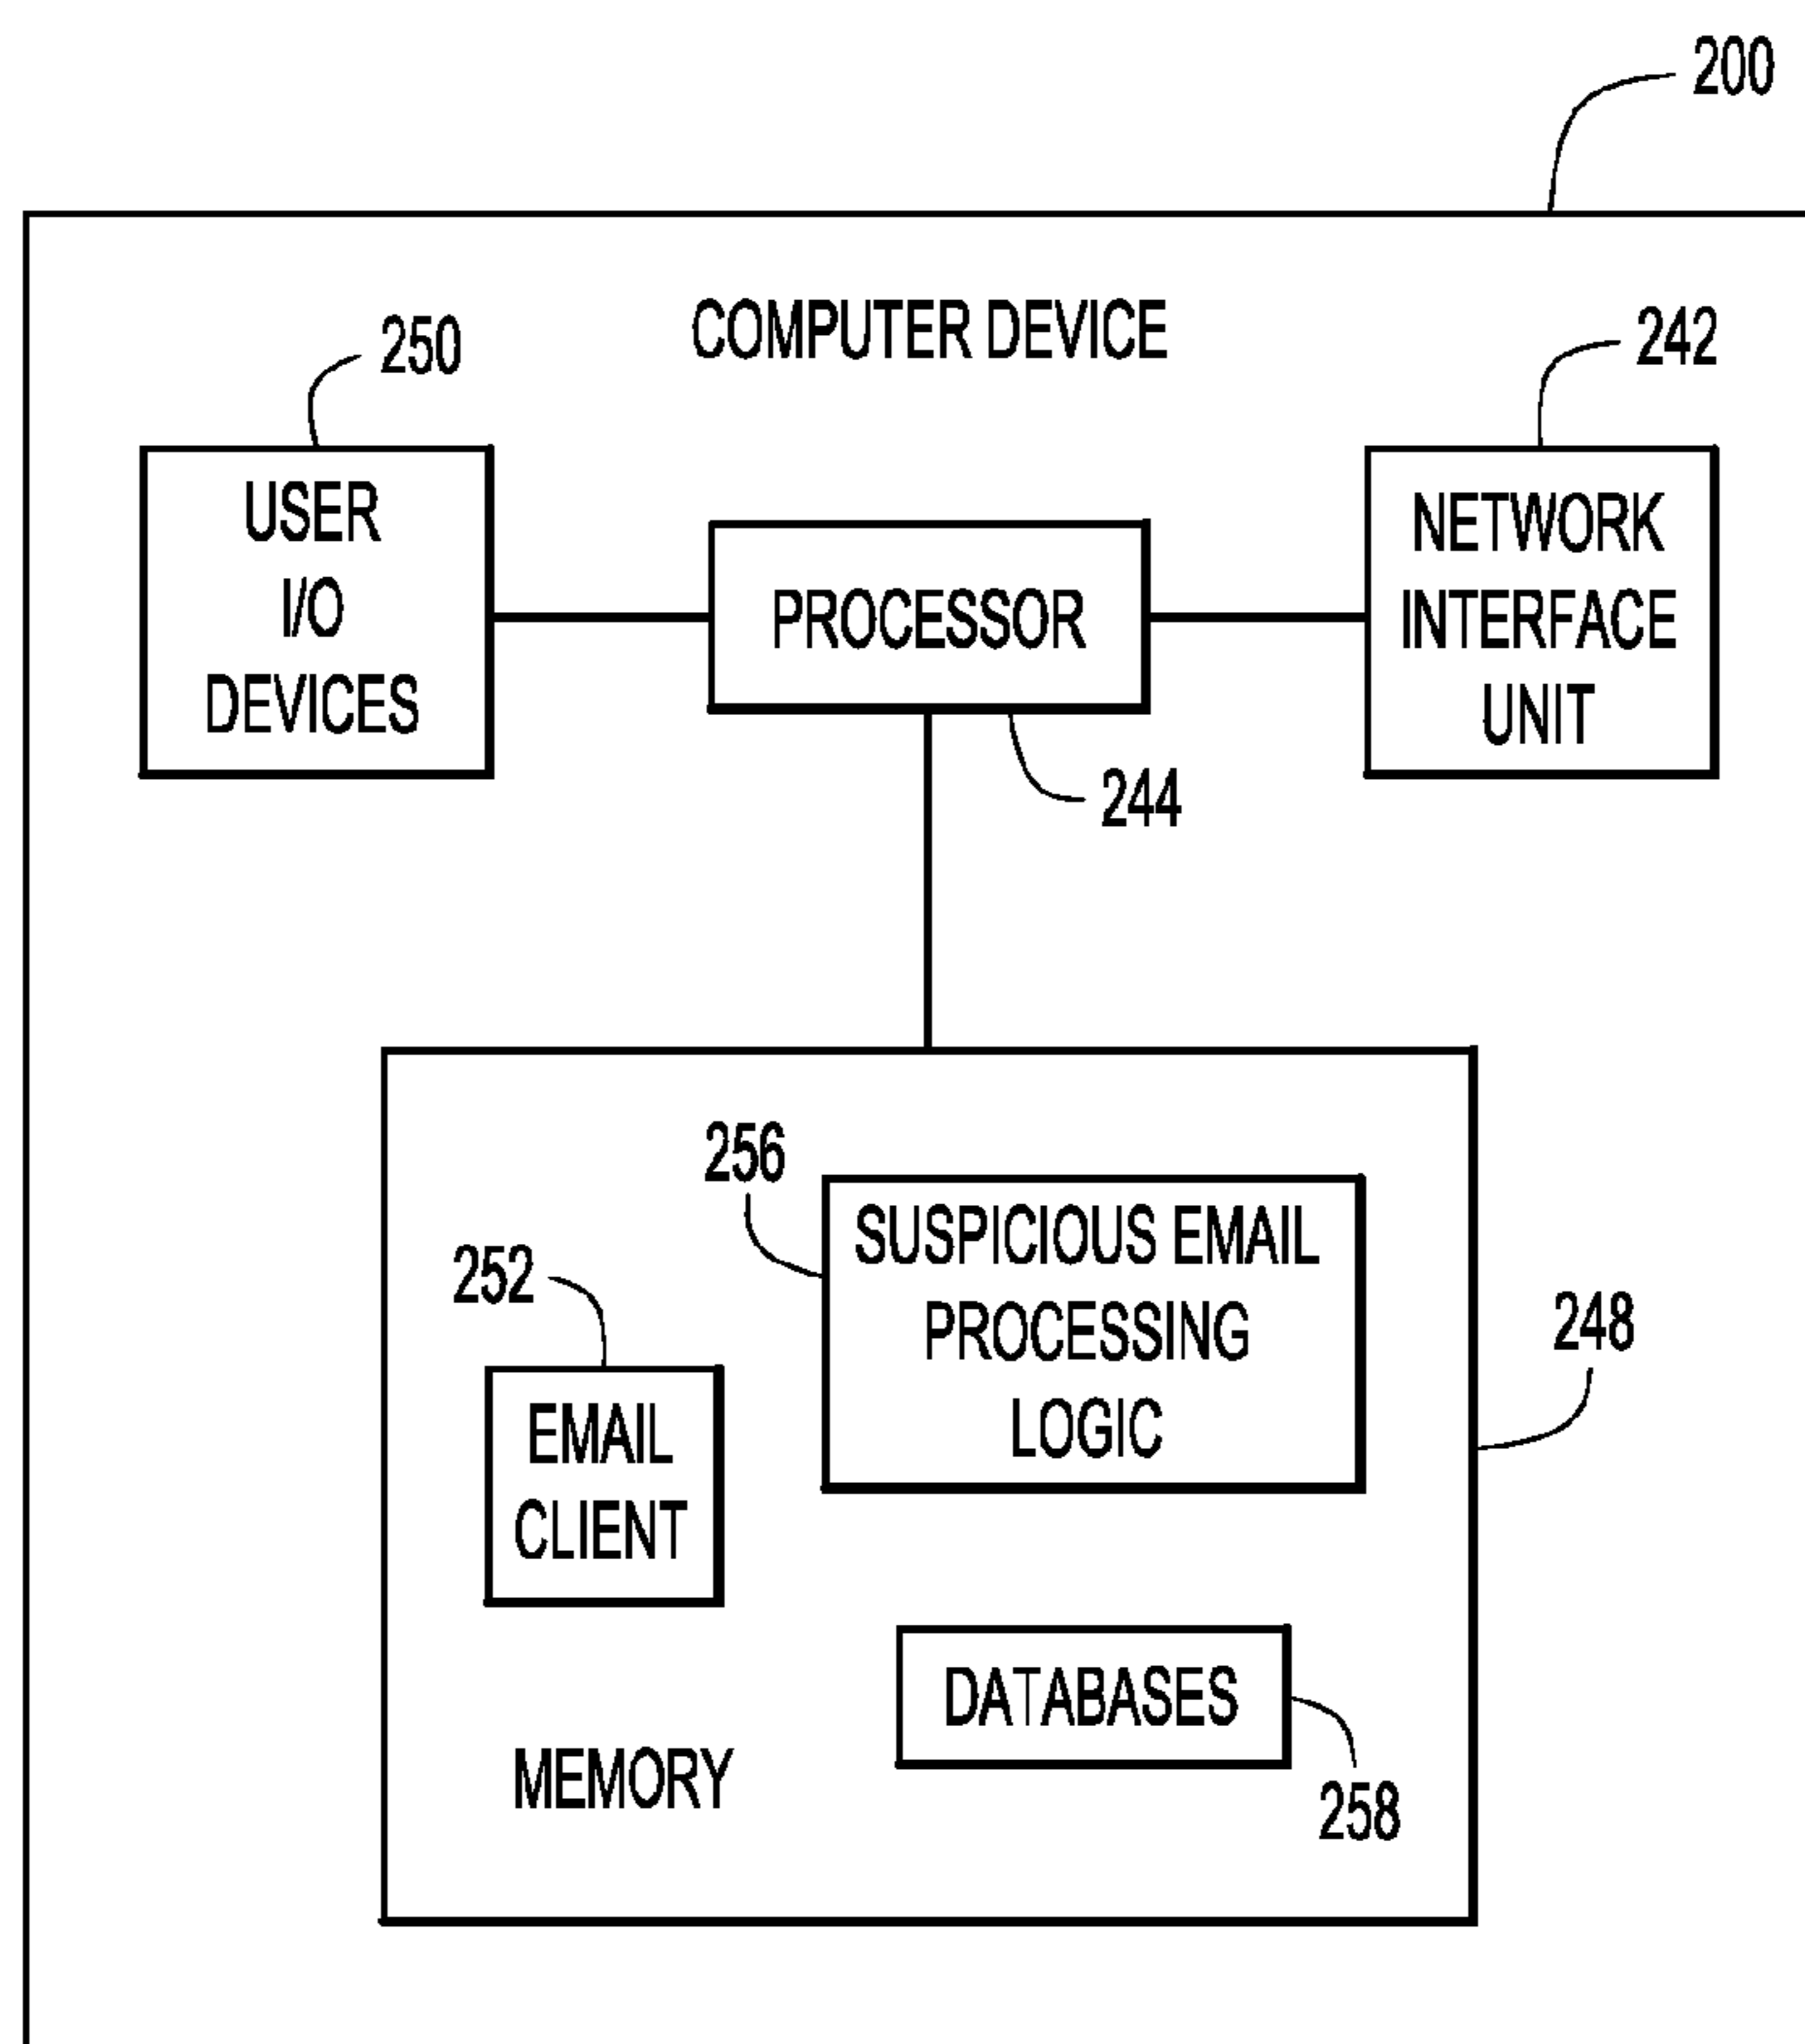 200
COMPUTER DEVICE
250
242
USER
I/O
DEVICES
PROCESSOR
NETWORK
INTERFACE
UNIT
244
256
SUSPICIOUS EMAIL
PROCESSING
LOGIC
252
EMAIL
CLIENT
248
DATABASES
MEMORY
258